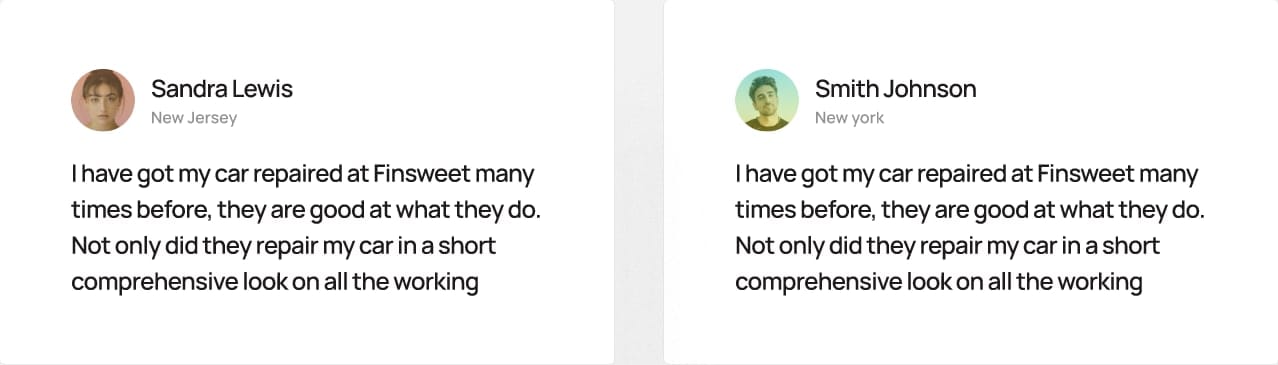 Sandra Lewis
New Jersey
I have got my car repaired at Finsweet many
times before, they are good at what they do.
Not only did they repair my car in a short
comprehensive look on all the working
Smith Johnson
New york
I have got my car repaired at Finsweet many
times before, they are good at what they do.
Not only did they repair my car in a short
comprehensive look on all the working